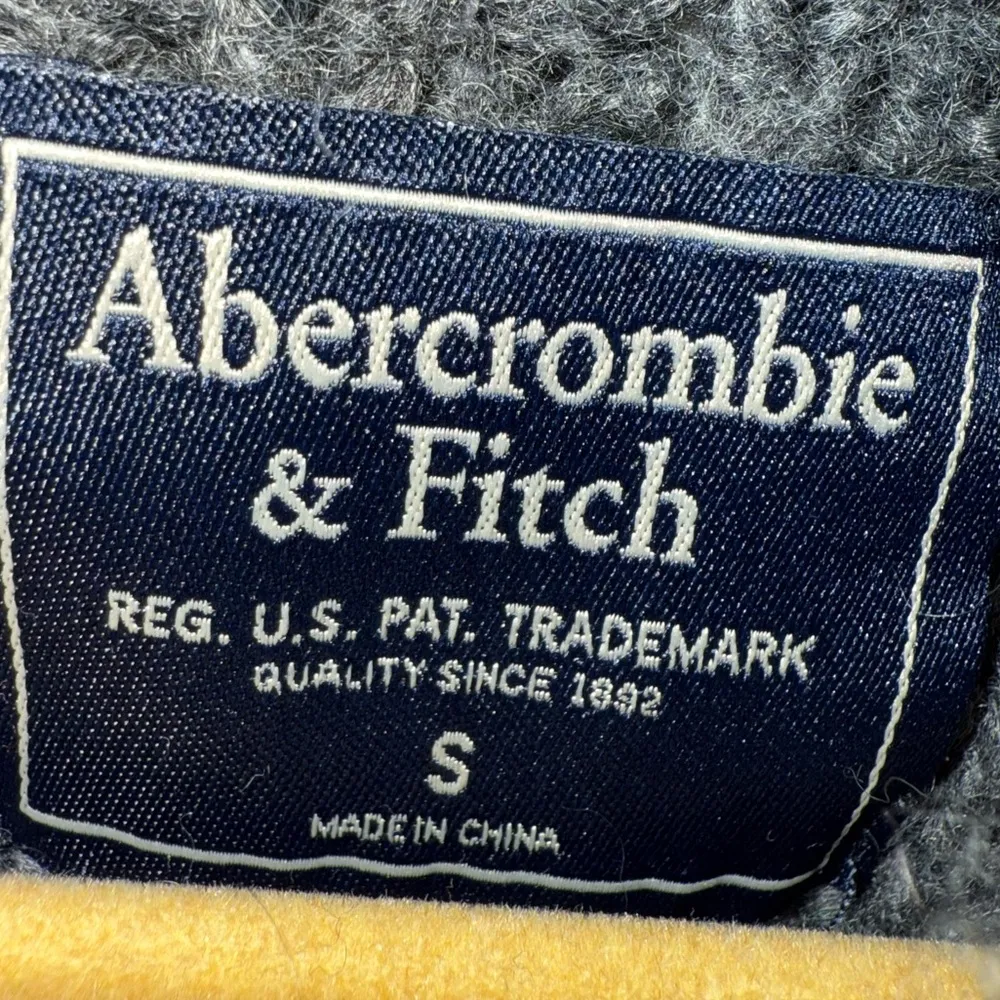 Abercrombie
& Fitch
REG. U.S. PAT. TRADEMARK
QUALITY SINCE 1892
S
MADE IN CHINA